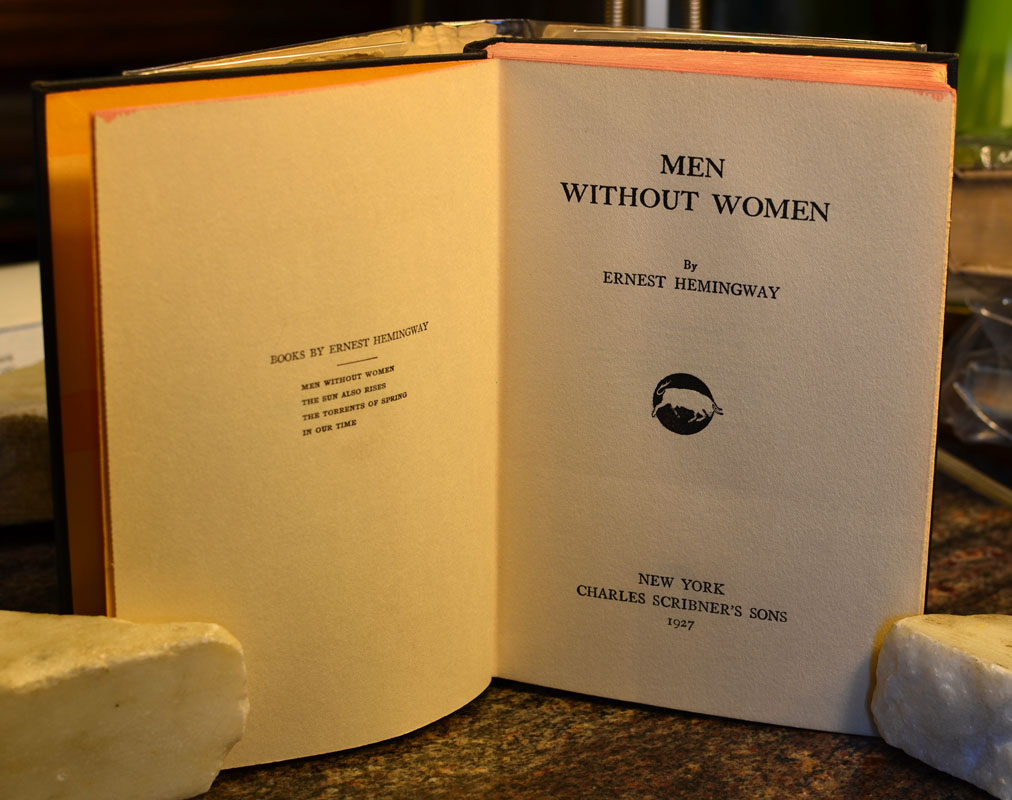 BOOKS BY ERNEST HEMINGWAY
MEN WITHOUT WOMEN
THE SUN ALSO RISES
THE TORRENTS OF SPRING
IN OUR TIME
MEN
WITHOUT WOMEN
By
ERNEST HEMINGWAY
NEW YORK
CHARLES SCRIBNER'S SONS
1927